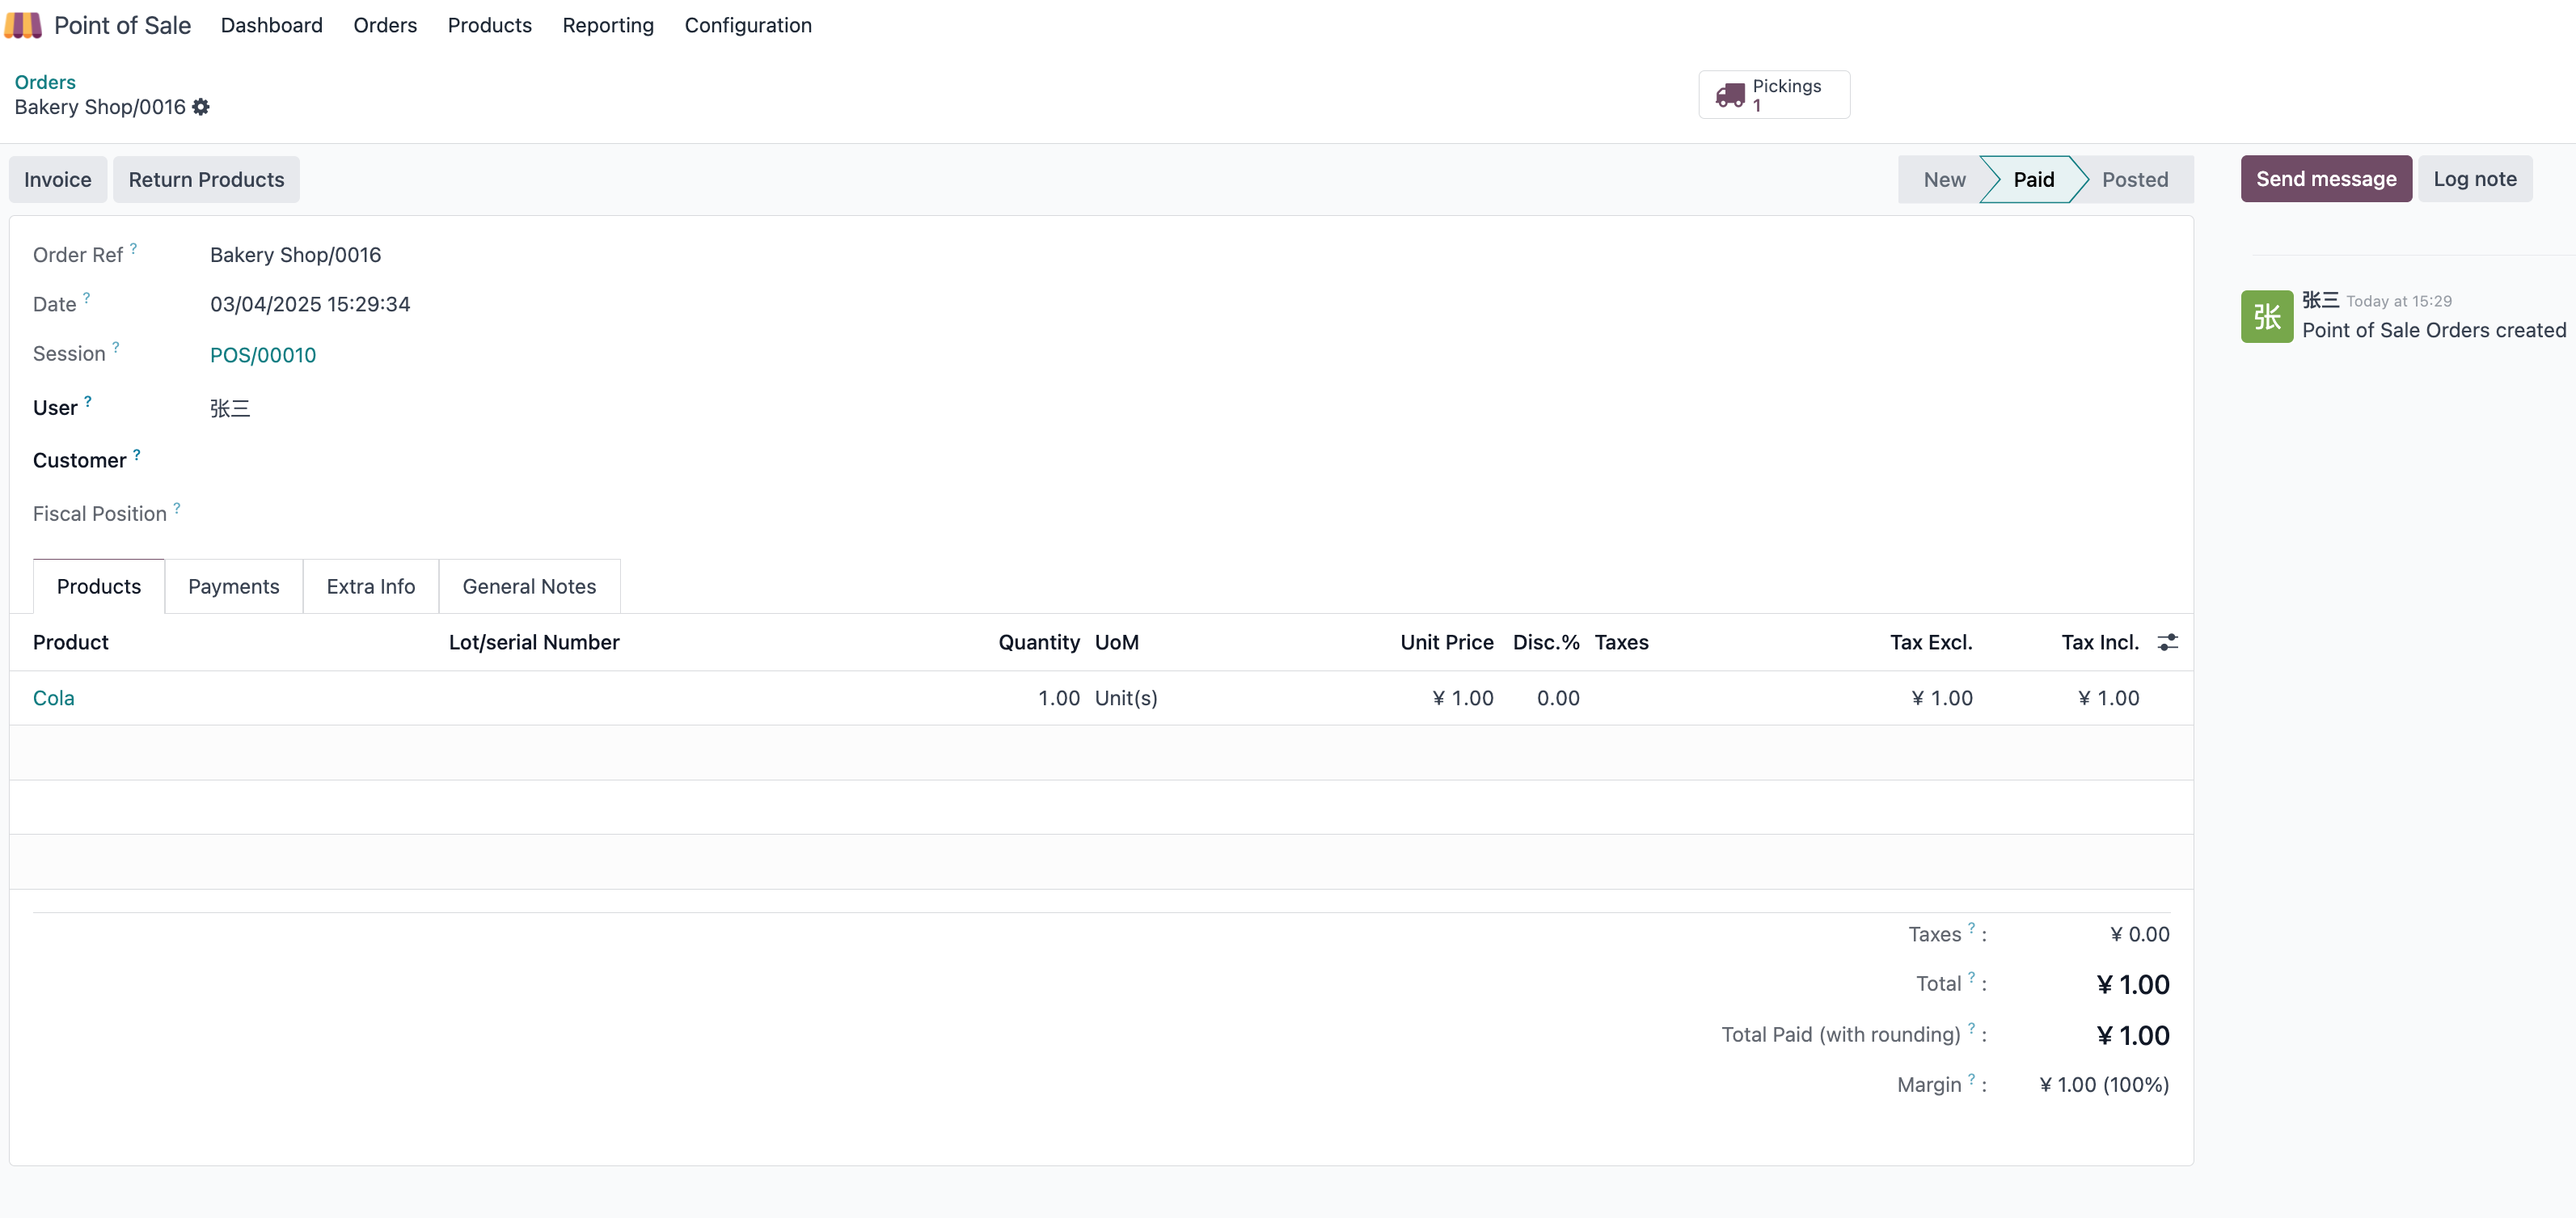 Point of Sale Dashboard Orders Products Reporting Configuration
Orders
Bakery Shop/0016
Pickings
1
Invoice Return Products New Paid Posted Send message Log note
Order Ref ? Bakery Shop/0016
Date ? 03/04/2025 15:29:34
Session ? POS/00010
User ? 张三
Customer ?
Fiscal Position ?
张
张三 Today at 15:29
Point of Sale Orders created
Products Payments Extra Info General Notes
Product Lot/serial Number Quantity UoM Unit Price Disc.% Taxes Tax Excl. Tax Incl.
Cola 1.00 Unit(s) ¥ 1.00 0.00 ¥ 1.00 ¥ 1.00
Taxes ? : ¥ 0.00
Total ? : ¥ 1.00
Total Paid (with rounding) ? : ¥ 1.00
Margin ? : ¥ 1.00 (100%)